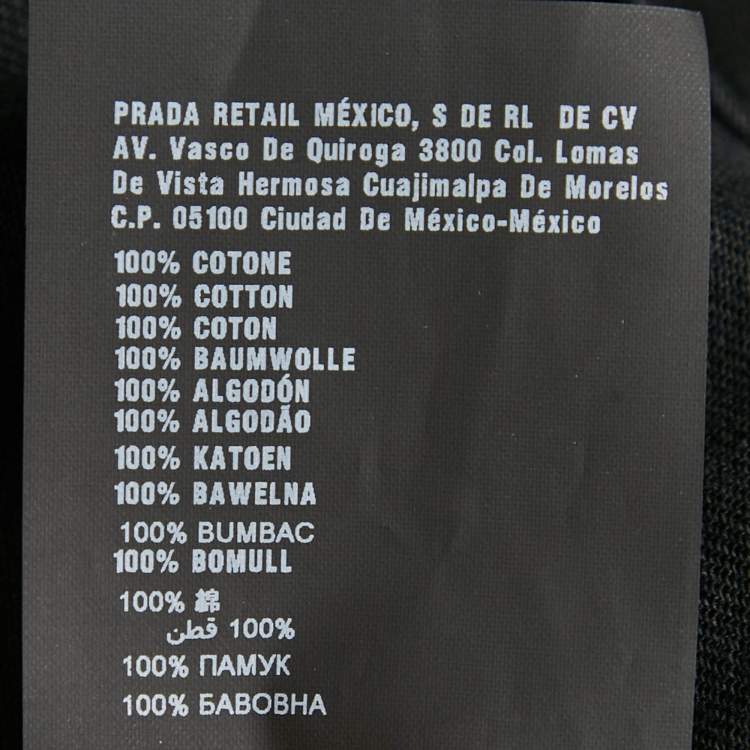 PRADA RETAIL MÉXICO, S DE RL DE CV
AV. Vasco De Quiroga 3800 Col. Lomas
De Vista Hermosa Cuajimalpa De Morelos
C.P. 05100 Ciudad De México-México
100% COTONE
100% COTTON
100% COTON
100% BAUMWOLLE
100% ALGODÓN
100% ALGODÃO
100% KATOEN
100% BAWELNA
100% BUMBAC
100% BOMULL
100% 綿
100% قطن
100% ПАМУК
100% БАВОВНА